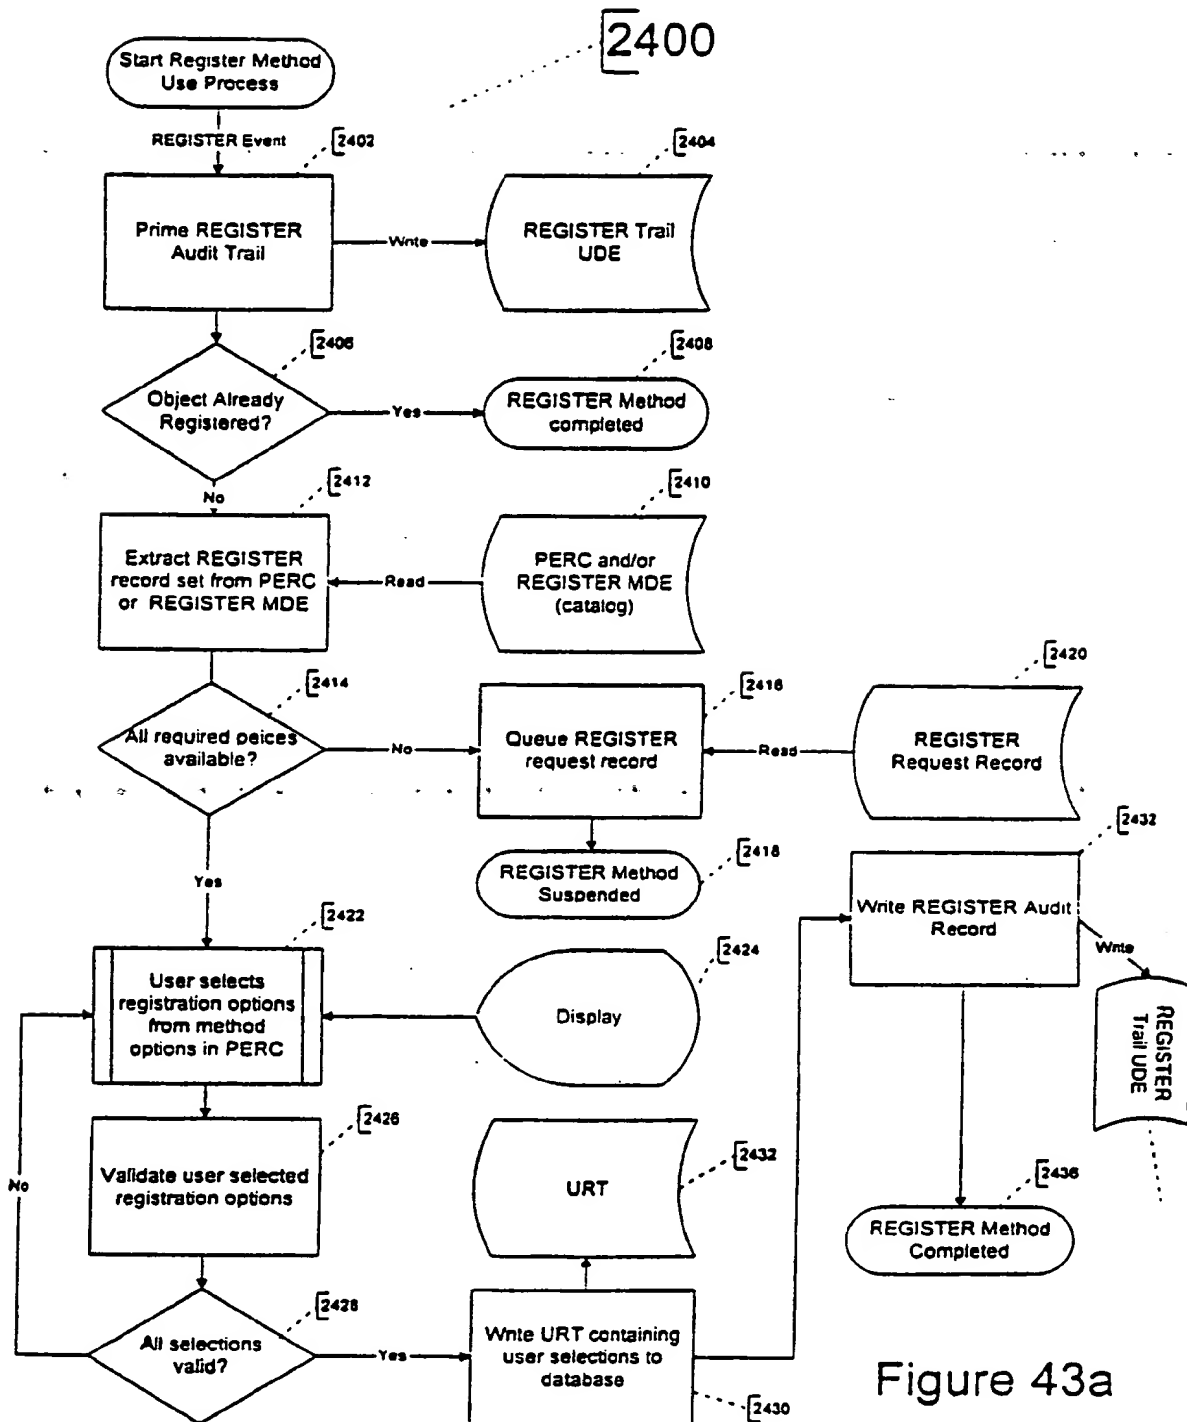 2400
Start Register Method
Use Process
REGISTER Event
2402
2404
Prime REGISTER
Audit Trail
Write
REGISTER Trail
UDE
2406
2408
Object Already
Registered?
Yes
REGISTER Method
completed
No
2412
2410
Extract REGISTER
record set from PERC
or REGISTER MDE
Read
PERC and/or
REGISTER MDE
(catalog)
2414
2416
2420
All required peices
available?
No
Queue REGISTER
request record
Read
REGISTER
Request Record
2418
REGISTER Method
Suspended
2432
Write REGISTER Audit
Record
Write
REGISTER
Trail UDE
Yes
2422
2424
User selects
registration options
from method
options in PERC
Display
2426
2432
Validate user selected
registration options
No
URT
2436
REGISTER Method
Completed
2428
All selections
valid?
Yes
Write URT containing
user selections to
database
2430
Figure 43a